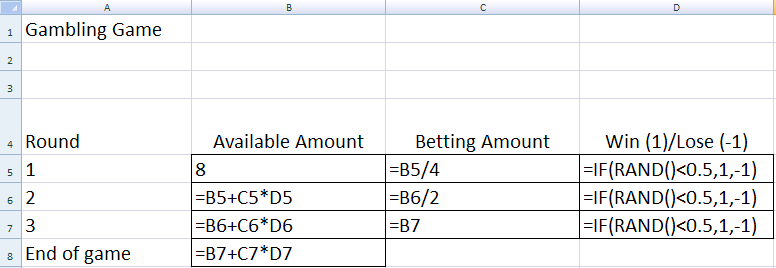 A B C D
1 Gambling Game
2
3
4 Round Available Amount Betting Amount Win (1)/Lose (-1)
5 1 8 =B5/4 =IF(RAND()<0.5,1,-1)
6 2 =B5+C5*D5 =B6/2 =IF(RAND()<0.5,1,-1)
7 3 =B6+C6*D6 =B7 =IF(RAND()<0.5,1,-1)
8 End of game =B7+C7*D7